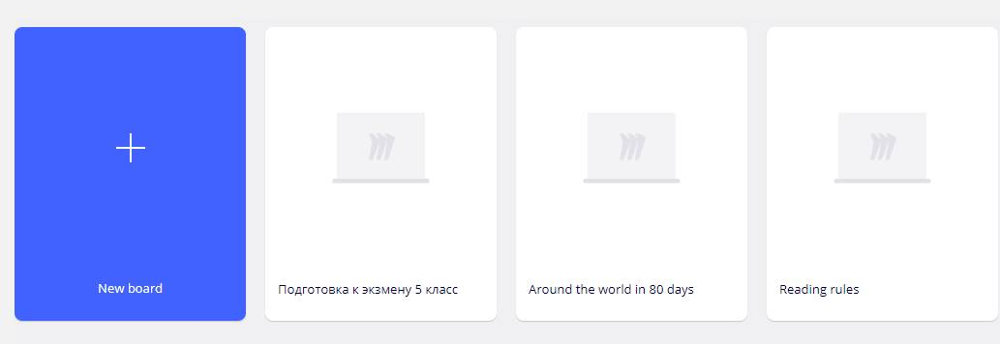 New board
Подготовка к экзмену 5 класс
Around the world in 80 days
Reading rules